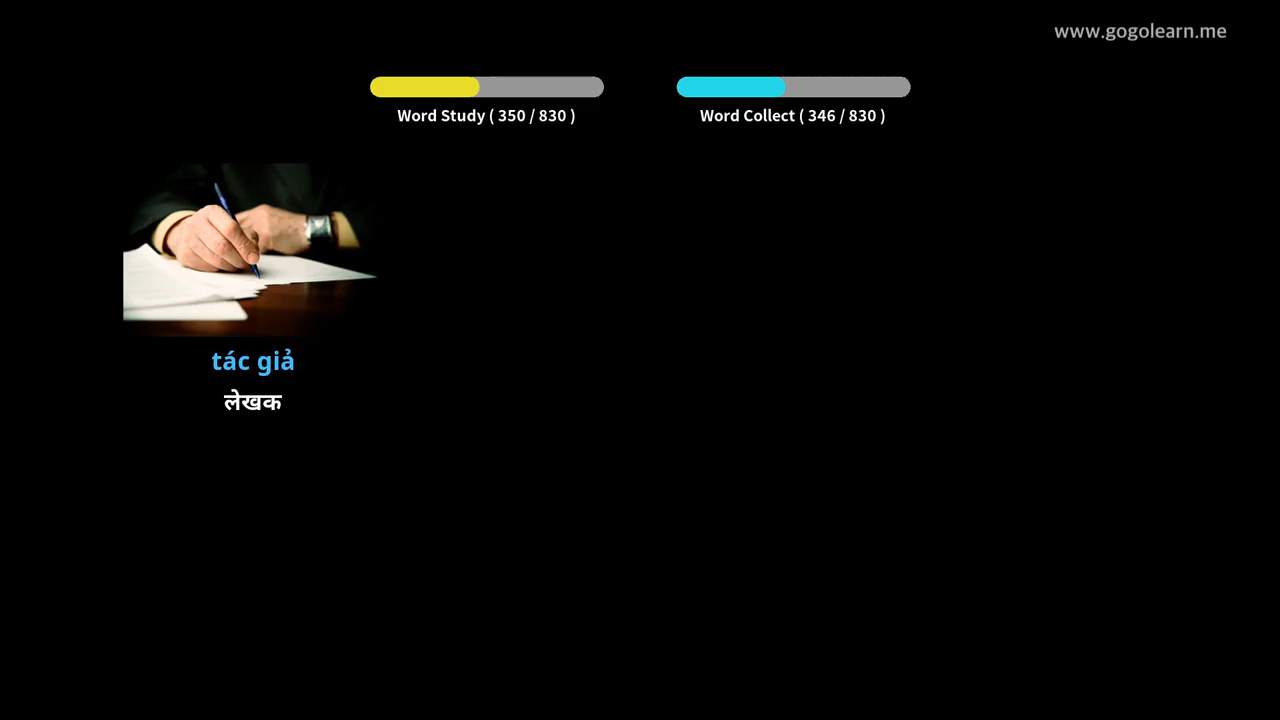 www.gogolearn.me
Word Study ( 350 / 830 )
Word Collect ( 346 / 830 )
tác giả
लेखक